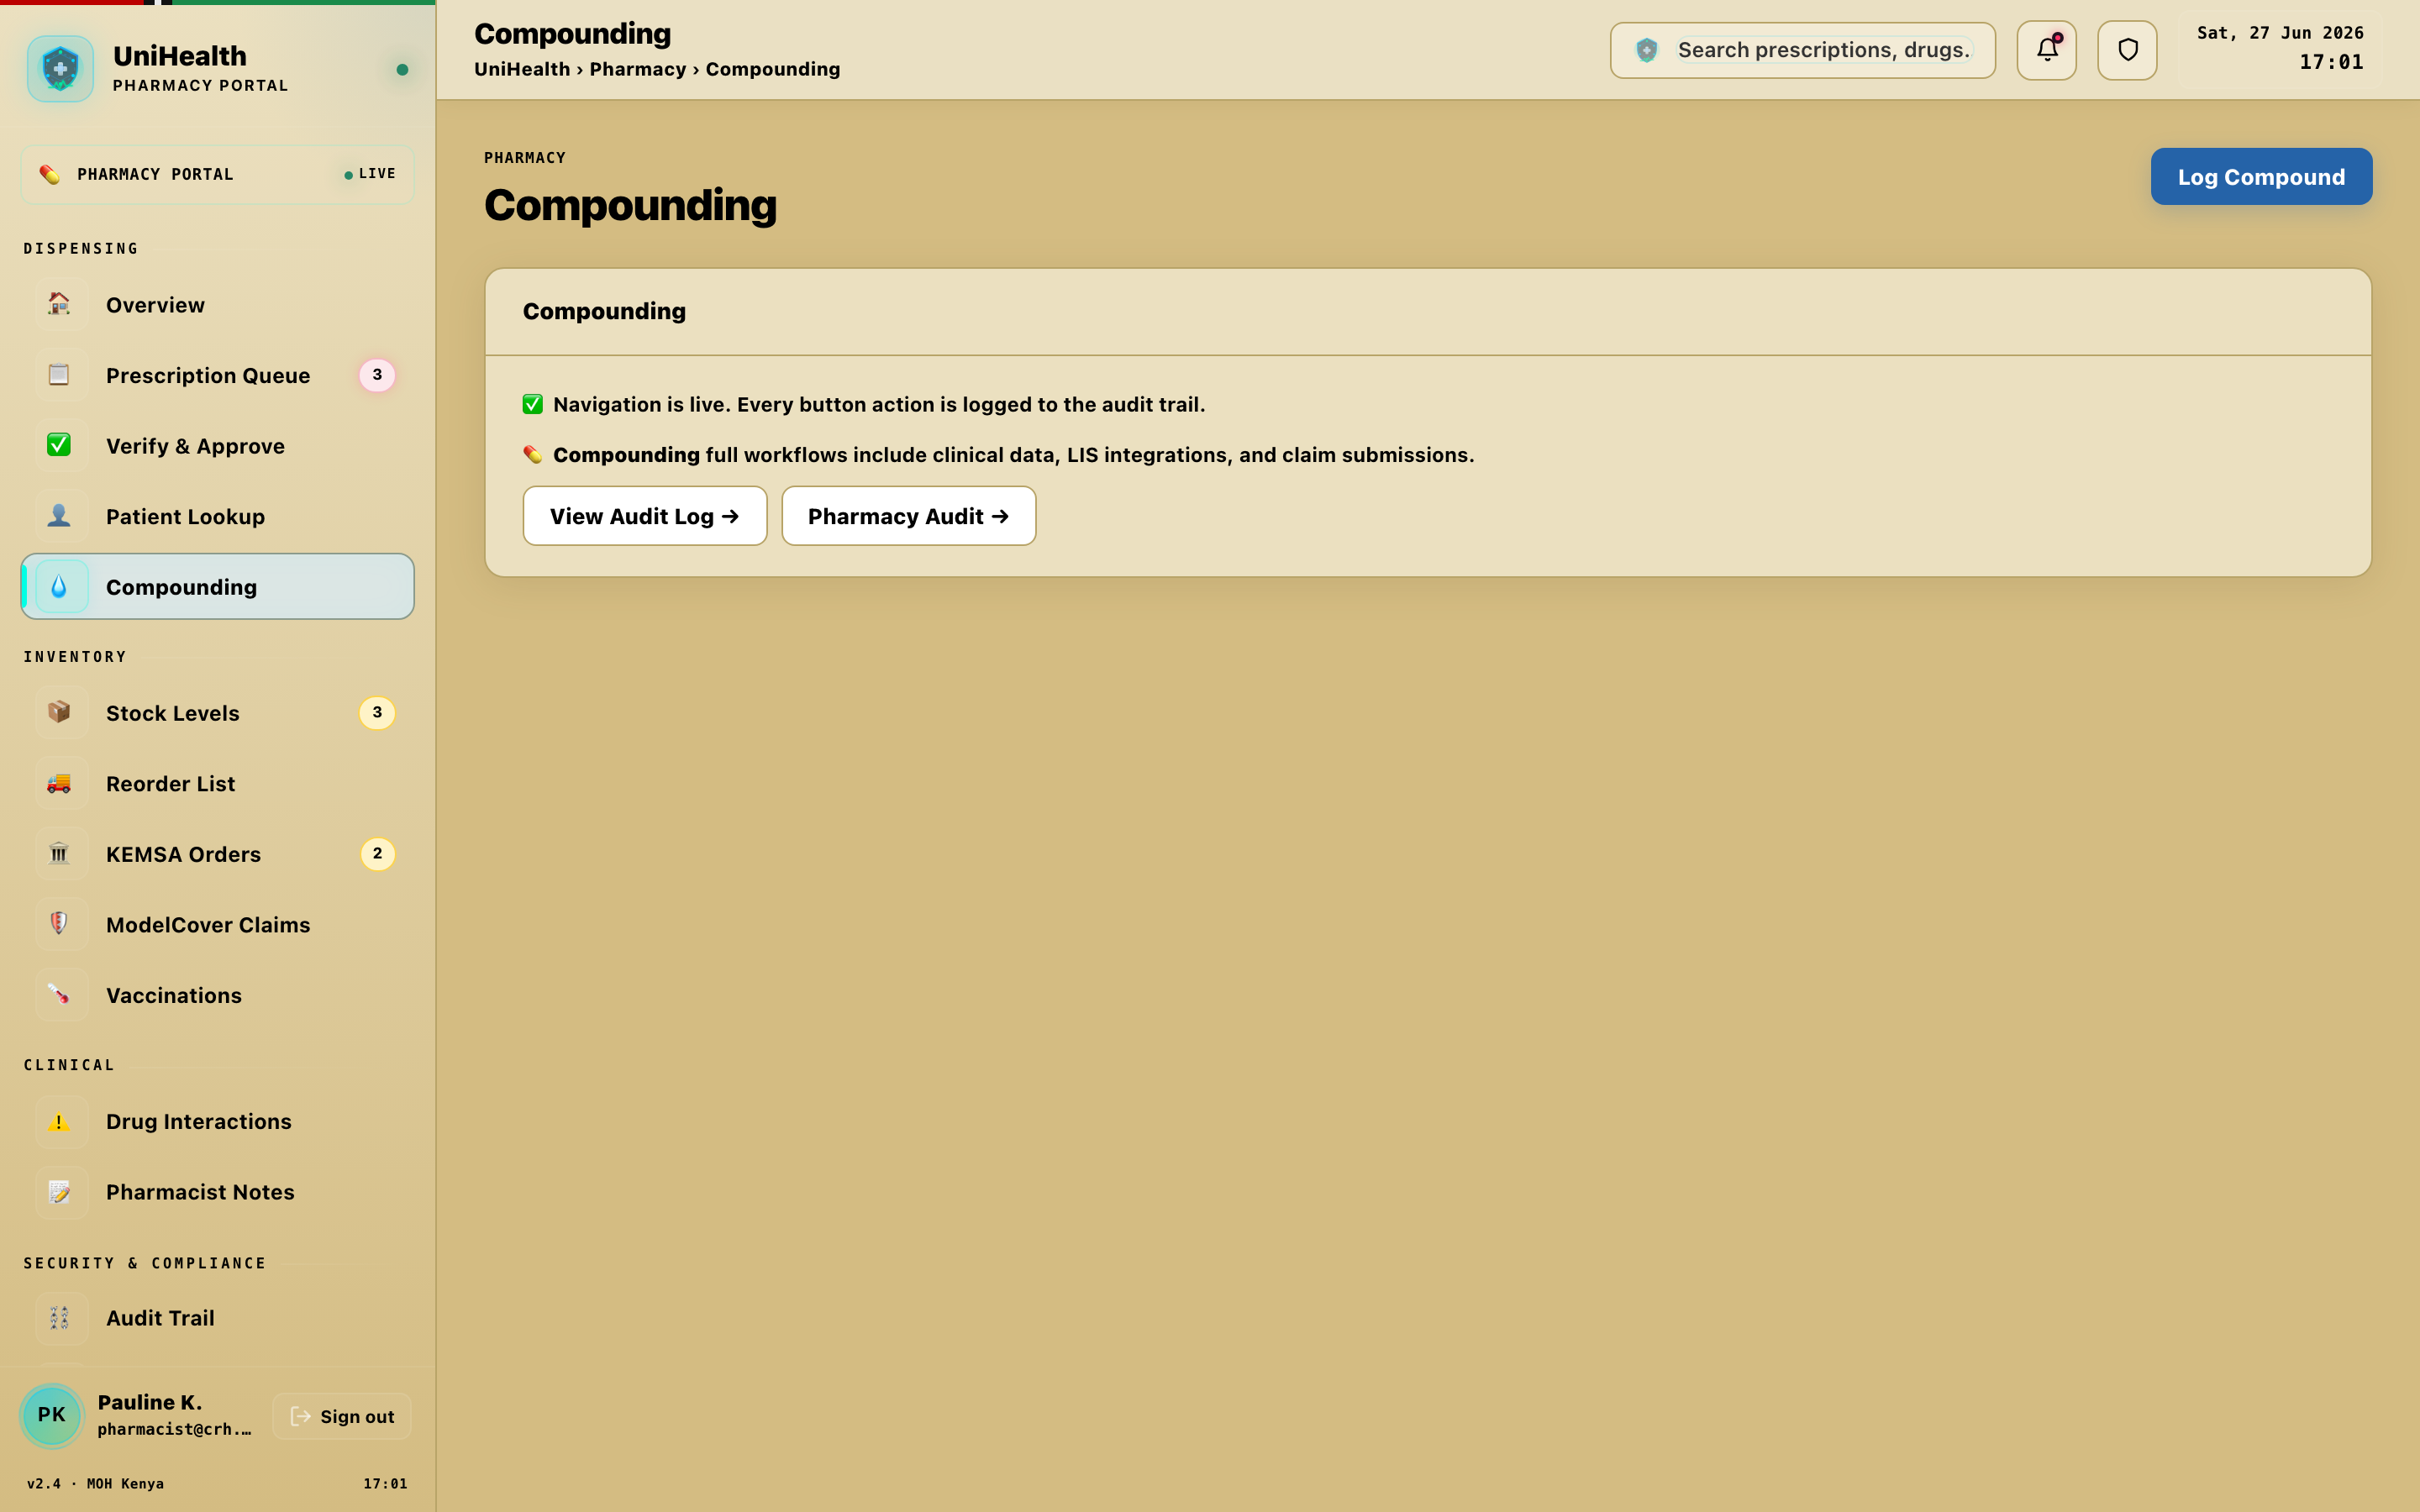 UniHealth
PHARMACY PORTAL
PHARMACY PORTAL
LIVE
DISPENSING
Overview
Prescription Queue
3
Verify & Approve
Patient Lookup
Compounding
INVENTORY
Stock Levels
3
Reorder List
KEMSA Orders
2
ModelCover Claims
Vaccinations
CLINICAL
Drug Interactions
Pharmacist Notes
SECURITY & COMPLIANCE
Audit Trail
PK
Pauline K.
pharmacist@crh.…
Sign out
v2.4 · MOH Kenya
17:01
Compounding
UniHealth › Pharmacy › Compounding
Search prescriptions, drugs.
Sat, 27 Jun 2026
17:01
PHARMACY
Compounding
Log Compound
Compounding
✅ Navigation is live. Every button action is logged to the audit trail.
💊 Compounding full workflows include clinical data, LIS integrations, and claim submissions.
View Audit Log →
Pharmacy Audit →